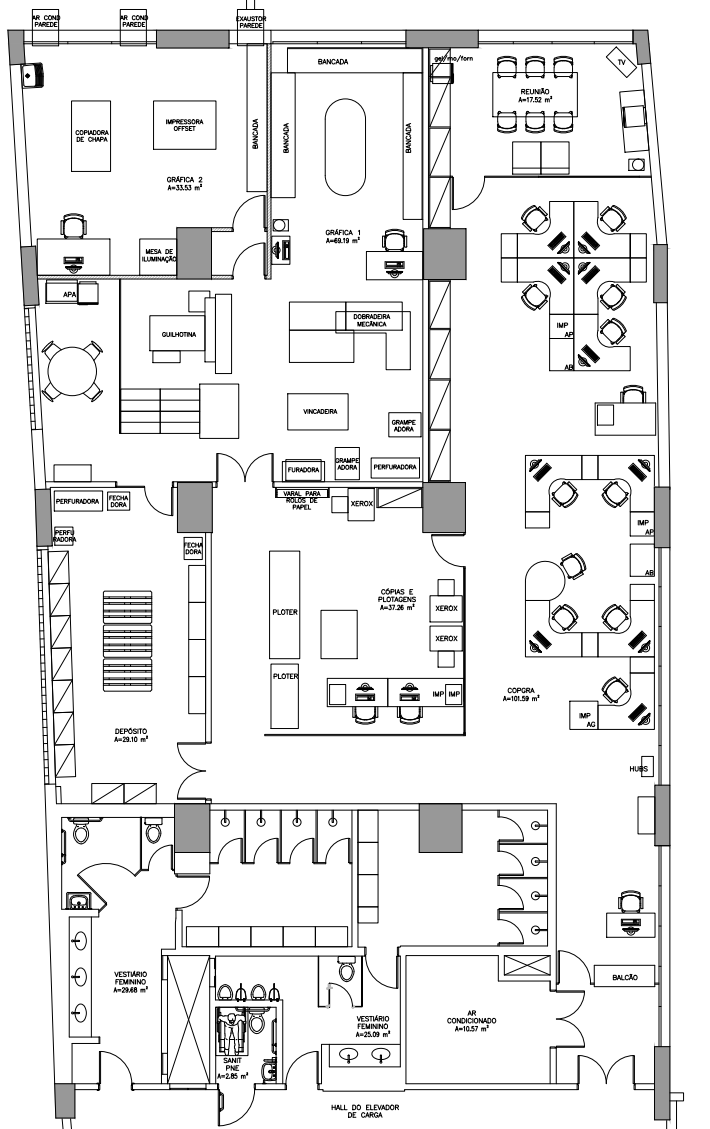 AR COND
PAREDE
AR COND
PAREDE
EXAUSTOR
PAREDE
BANCADA
gel/mo/forn
TV
REUNIÃO
A=17.52 m²
COPIADORA
DE CHAPA
IMPRESSORA
OFFSET
BANCADA
BANCADA
BANCADA
GRÁFICA 2
A=33.53 m²
GRÁFICA 1
A=69.19 m²
MESA DE
ILUMINAÇÃO
APA
GUILHOTINA
DOBRADEIRA
MECÂNICA
IMP
AP
AB
VINCADEIRA
GRAMPE
ADORA
FURADORA
GRAMPE
ADORA
PERFURADORA
PERFURADORA
FECHA
DORA
VARAL PARA
ROLOS DE
PAPEL
XEROX
IMP
AP
PERFU
RADORA
FECHA
DORA
AB
PLOTER
CÓPIAS E
PLOTAGENS
A=37.26 m²
XEROX
XEROX
PLOTER
IMP
IMP
COPGRA
A=101.59 m²
IMP
AG
DEPÓSITO
A=29.10 m²
HUBS
VESTIÁRIO
FEMININO
A=29.68 m²
BALCÃO
VESTIÁRIO
FEMININO
A=25.09 m²
AR
CONDICIONADO
A=10.57 m²
SANIT
PNE
A=2.85 m²
HALL DO ELEVADOR
DE CARGA